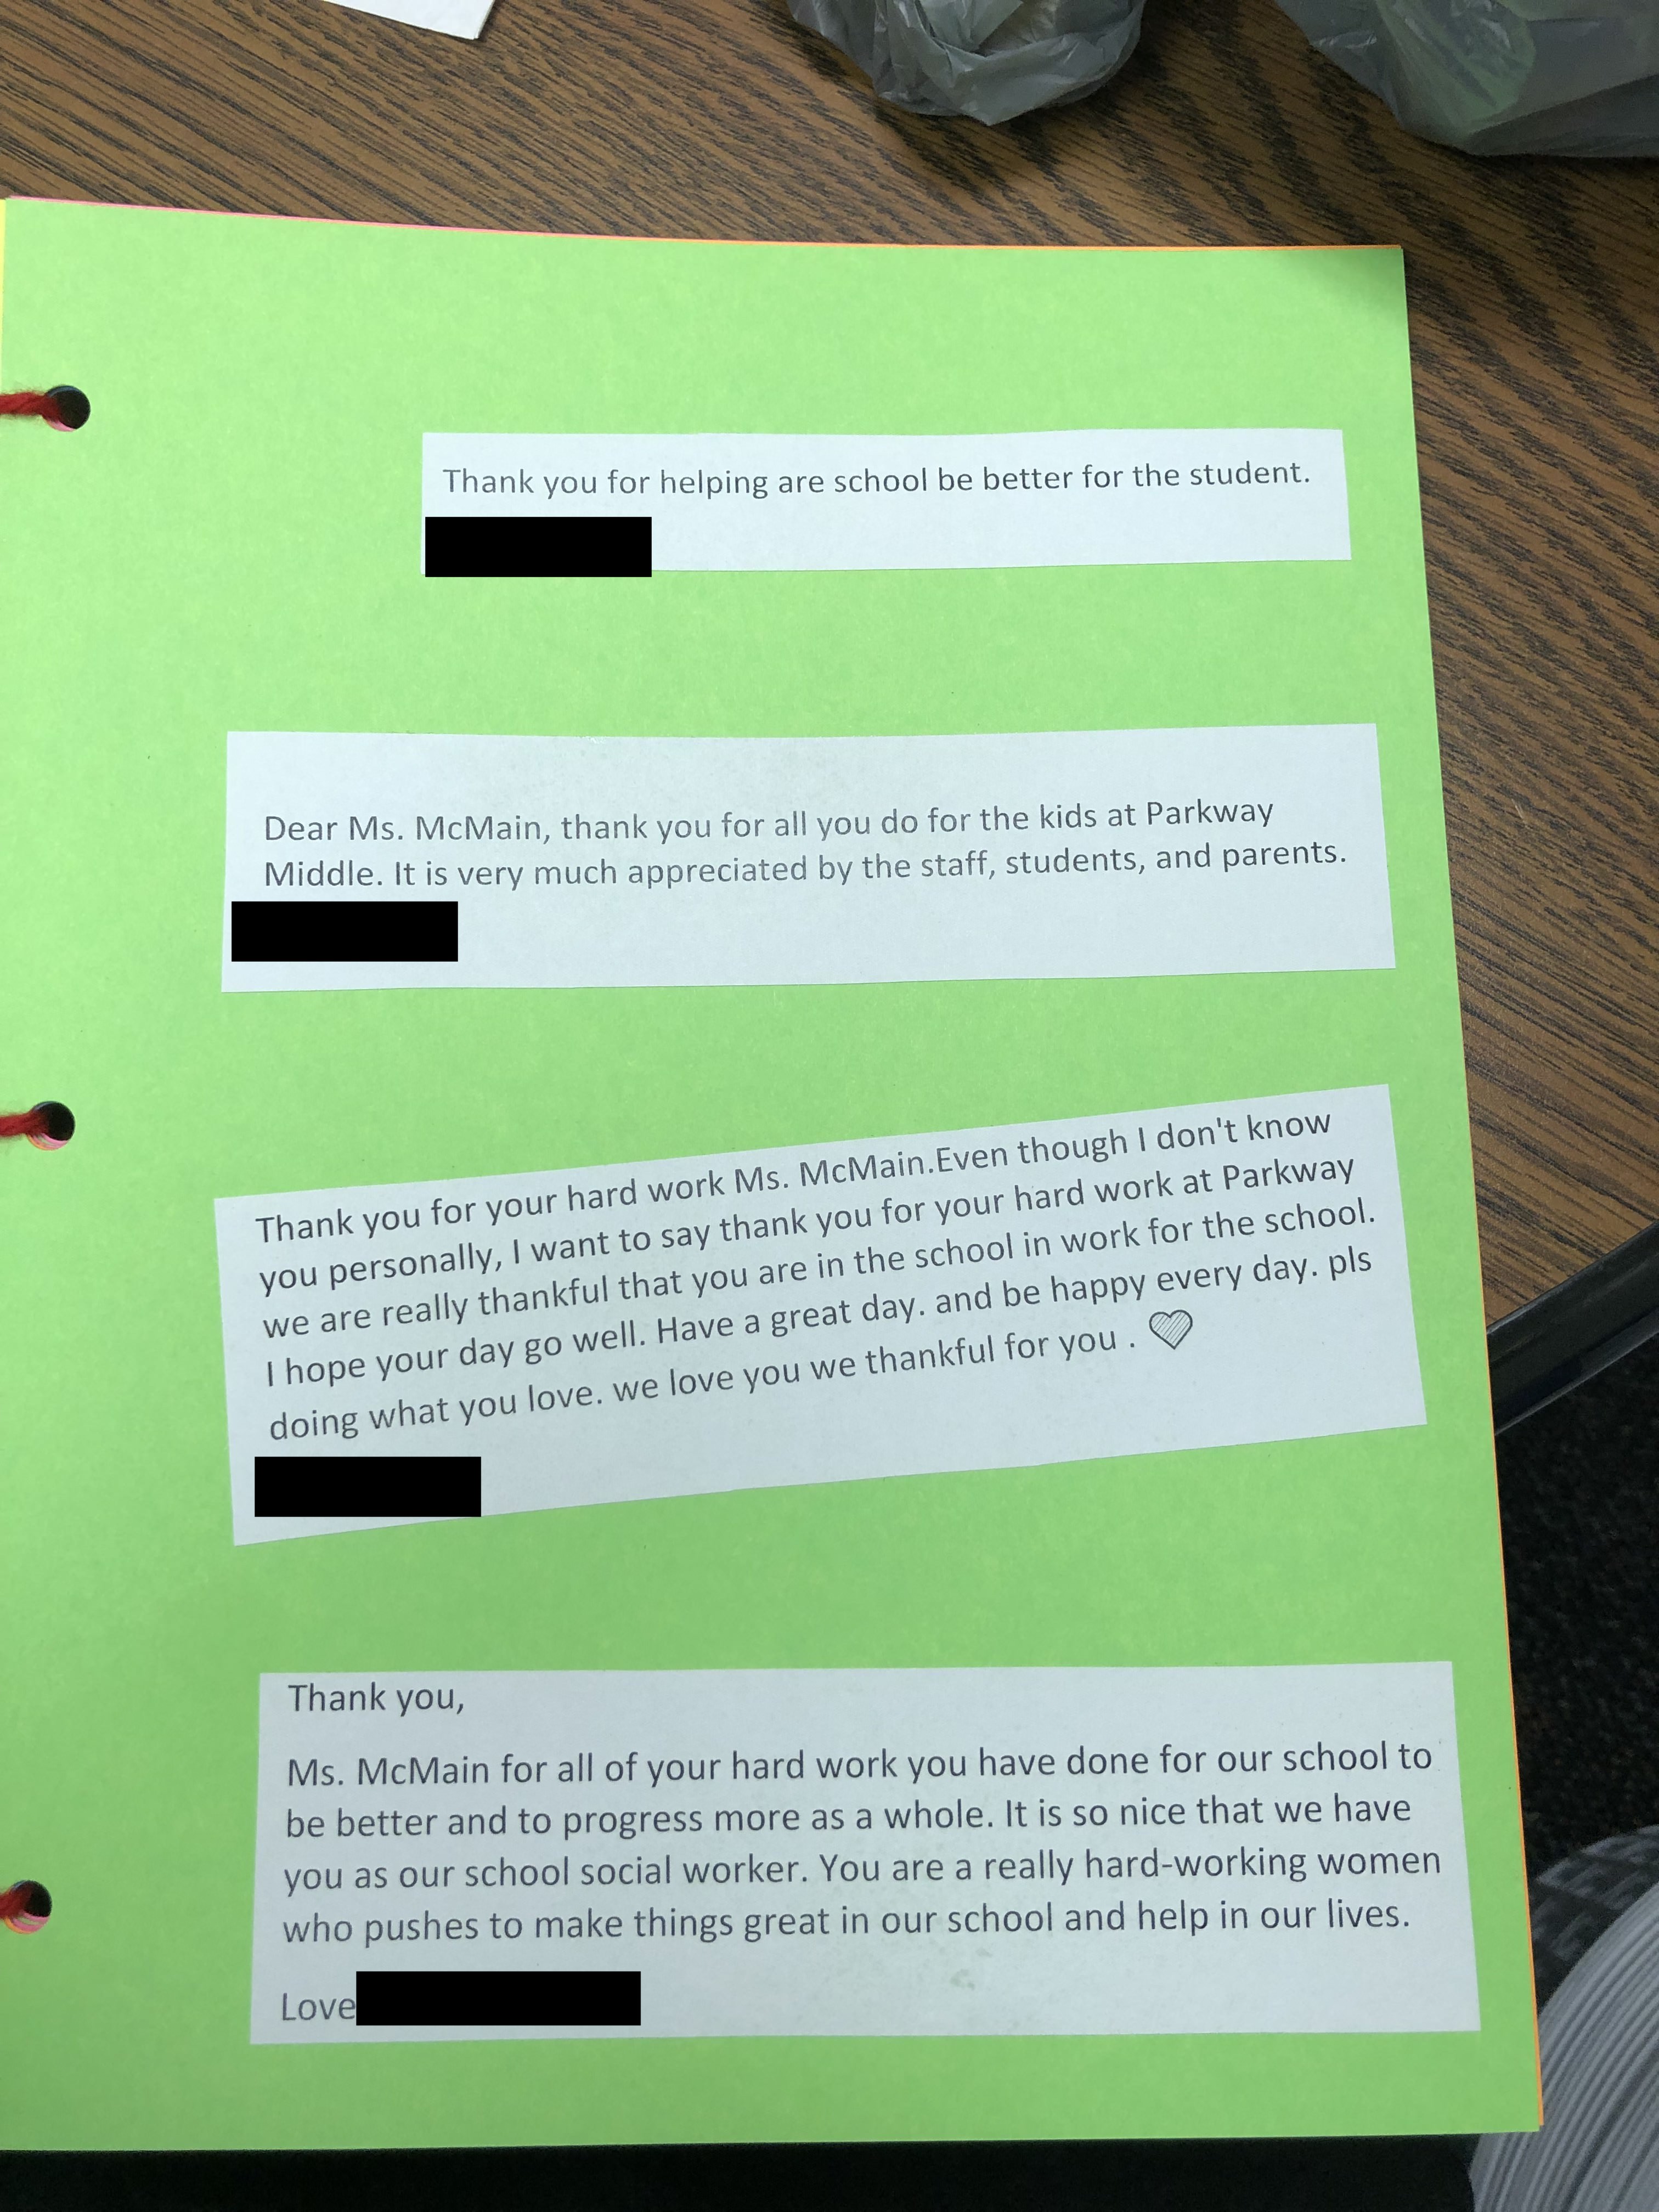 Thank you for helping are school be better for the student.
Dear Ms. McMain, thank you for all you do for the kids at Parkway
Middle. It is very much appreciated by the staff, students, and parents.
Thank you for your hard work Ms. McMain.Even though I don't know
you personally, I want to say thank you for your hard work at Parkway
we are really thankful that you are in the school in work for the school.
I hope your day go well. Have a great day. and be happy every day. pls
doing what you love. we love you we thankful for you .
Thank you,
Ms. McMain for all of your hard work you have done for our school to
be better and to progress more as a whole. It is so nice that we have
you as our school social worker. You are a really hard-working women
who pushes to make things great in our school and help in our lives.
Love